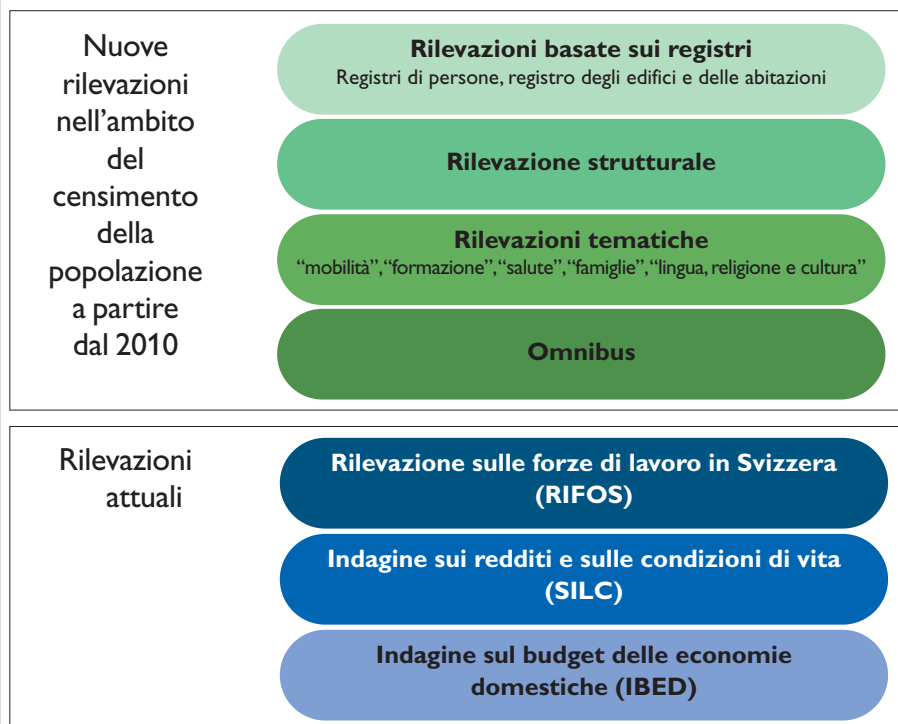 Nuove
rilevazioni
nell'ambito
del
censimento
della
popolazione
a partire
dal 2010
Rilevazioni basate sui registri
Registri di persone, registro degli edifici e delle abitazioni
Rilevazione strutturale
Rilevazioni tematiche
“mobilità”,“formazione”,“salute”,“famiglie”,“lingua, religione e cultura”
Omnibus
Rilevazioni
attuali
Rilevazione sulle forze di lavoro in Svizzera
(RIFOS)
Indagine sui redditi e sulle condizioni di vita
(SILC)
Indagine sul budget delle economie
domestiche (IBED)